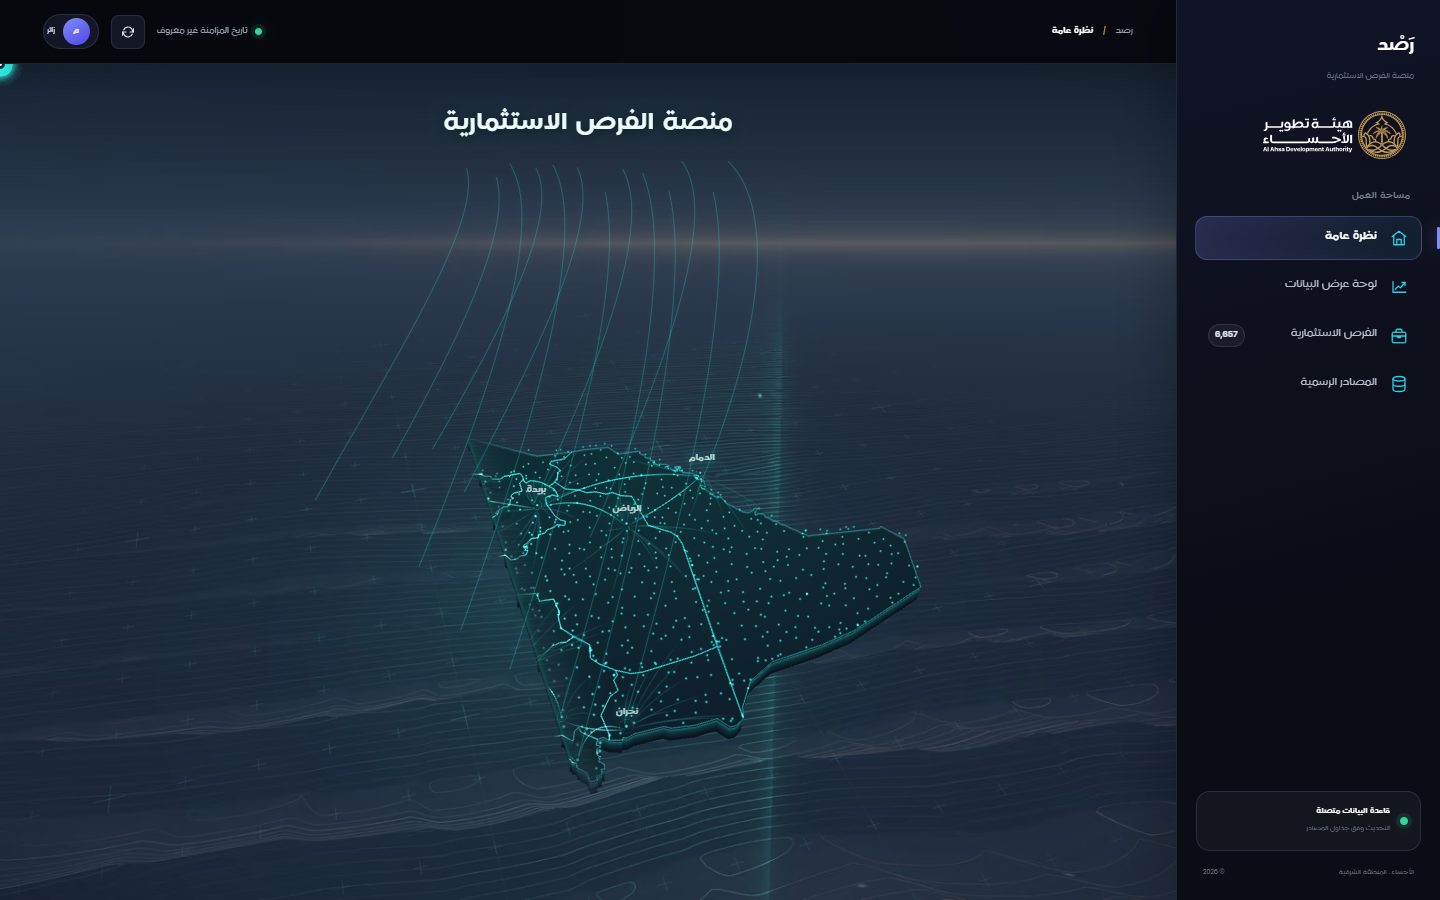 رَصْد
منصة الفرص الاستثمارية
هيئة تطوير
الأحساء
Al Ahsa Development Authority
مساحة العمل
نظرة عامة
لوحة عرض البيانات
الفرص الاستثمارية
6,657
المصادر الرسمية
قاعدة البيانات متصلة
التحديث وفق جداول المصادر
الأحساء . المنطقة الشرقية
© 2026
رصد / نظرة عامة
تاريخ المزامنة غير معروف
م
زائر
منصة الفرص الاستثمارية
الدمام
بريدة
الرياض
نجران